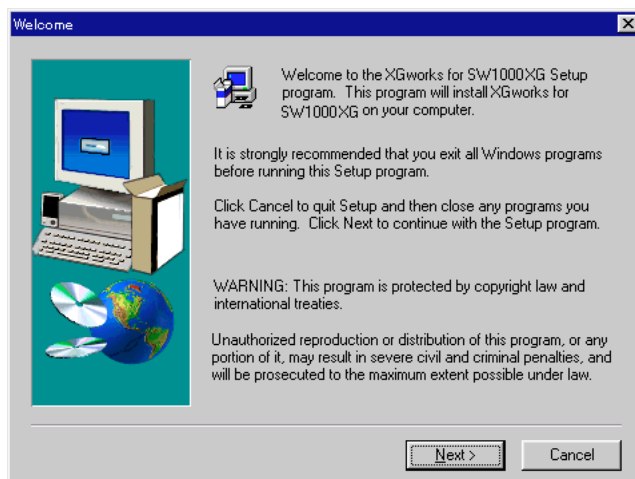 Welcome
Welcome to the XGworks for SW1000XG Setup
program. This program will install XGworks for
SW1000XG on your computer.
It is strongly recommended that you exit all Windows programs
before running this Setup program.
Click Cancel to quit Setup and then close any programs you
have running. Click Next to continue with the Setup program.
WARNING: This program is protected by copyright law and
international treaties.
Unauthorized reproduction or distribution of this program, or any
portion of it, may result in severe civil and criminal penalties, and
will be prosecuted to the maximum extent possible under law.
Next >
Cancel